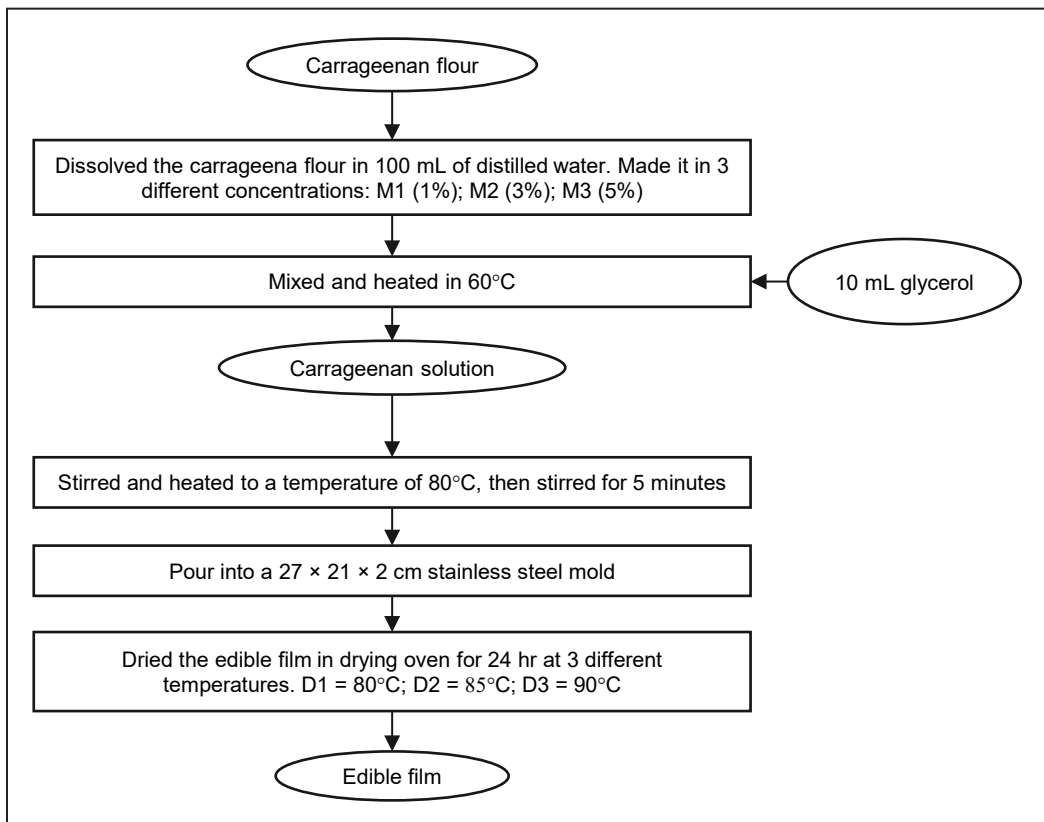 Carrageenan flour
Dissolved the carrageena flour in 100 mL of distilled water. Made it in 3
different concentrations: M1 (1%); M2 (3%); M3 (5%)
Mixed and heated in 60°C
10 mL glycerol
Carrageenan solution
Stirred and heated to a temperature of 80°C, then stirred for 5 minutes
Pour into a 27 × 21 × 2 cm stainless steel mold
Dried the edible film in drying oven for 24 hr at 3 different
temperatures. D1 = 80°C; D2 = 85°C; D3 = 90°C
Edible film